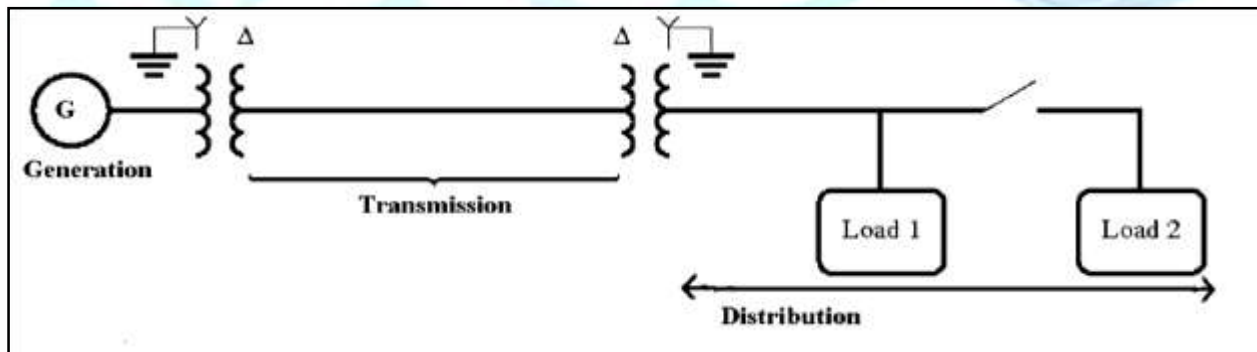 Δ
Δ
G
Generation
Transmission
Load 1
Load 2
Distribution